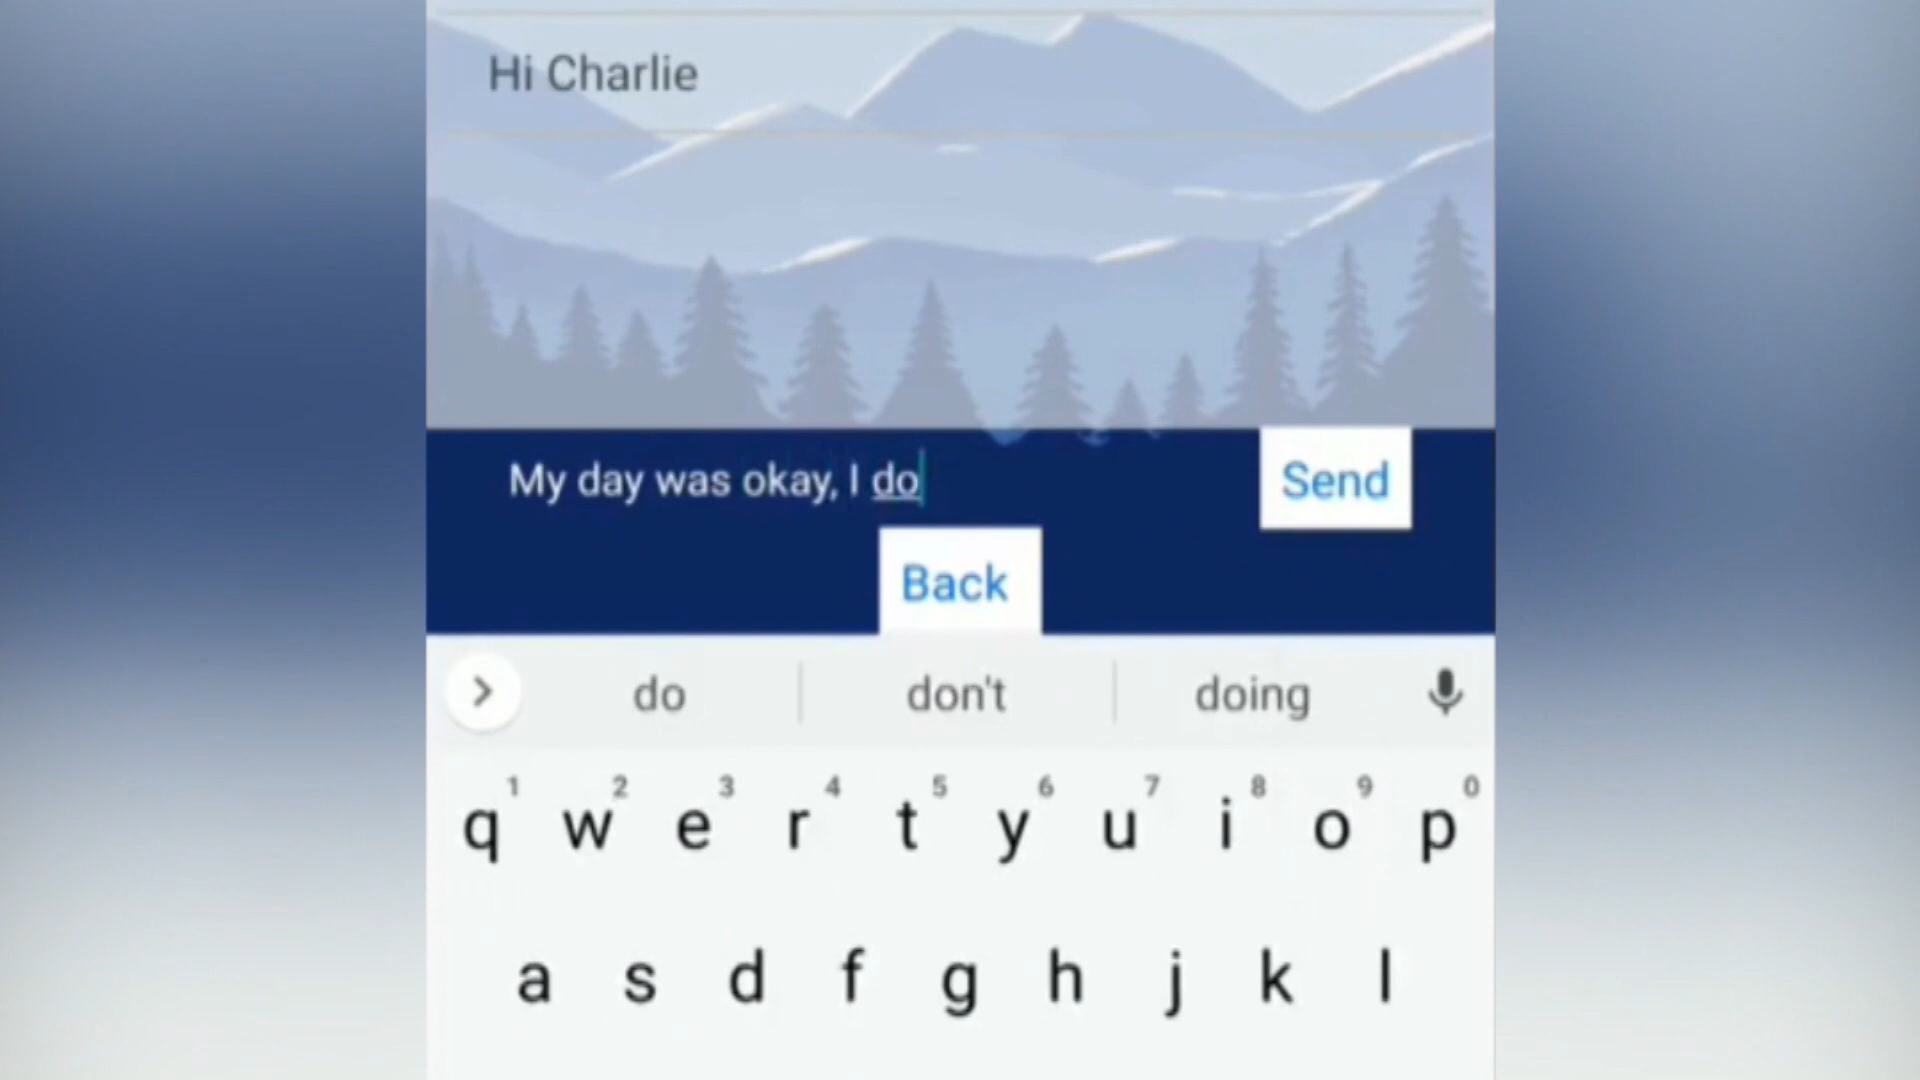 Hi Charlie
My day was okay, I do
Send
Back
do don't doing
1 2 3 4 5 6 7 8 9 0
q w e r t y u i o p
a s d f g h j k l